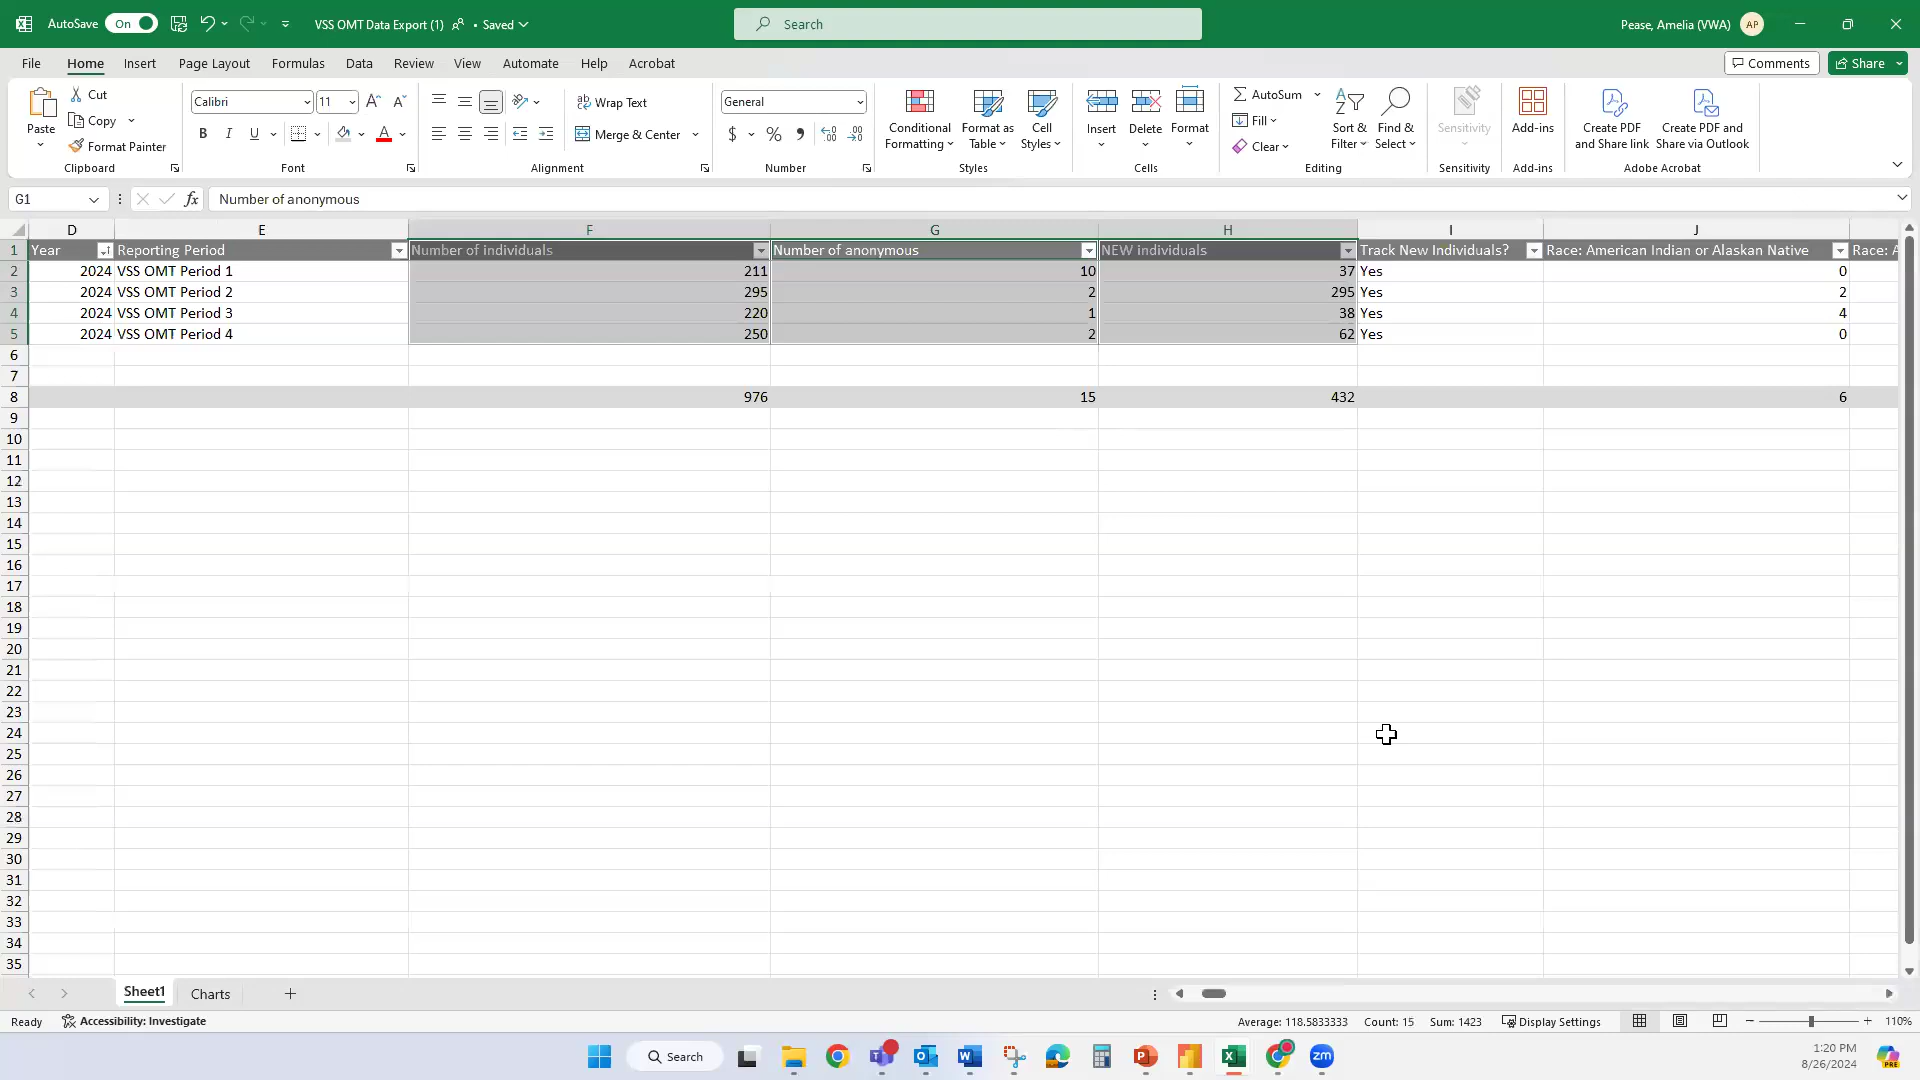 AutoSave On VSS OMT Data Export (1) • Saved Search Pease, Amelia (VWA) AP
File Home Insert Page Layout Formulas Data Review View Automate Help Acrobat Comments Share
Paste Cut Copy Format Painter Clipboard
Calibri 11 B I U A Font
Wrap Text Merge & Center Alignment
General $ % Number
Conditional Formatting Format as Table Cell Styles Styles
Insert Delete Format Cells
AutoSum Fill Clear Sort & Filter Find & Select Editing
Sensitivity Sensitivity
Add-ins Add-ins
Create PDF and Share link Create PDF and Share via Outlook Adobe Acrobat
G1 fx Number of anonymous
D E F G H I J
1 Year Reporting Period Number of individuals Number of anonymous NEW individuals Track New Individuals? Race: American Indian or Alaskan Native Race: A
2 2024 VSS OMT Period 1 211 10 37 Yes 0
3 2024 VSS OMT Period 2 295 2 295 Yes 2
4 2024 VSS OMT Period 3 220 1 38 Yes 4
5 2024 VSS OMT Period 4 250 2 62 Yes 0
6
7
8 976 15 432 6
9
10
11
12
13
14
15
16
17
18
19
20
21
22
23
24
25
26
27
28
29
30
31
32
33
34
35
Sheet1 Charts
Ready Accessibility: Investigate Average: 118.5833333 Count: 15 Sum: 1423 Display Settings 110%
Search zm 1:20 PM
8/26/2024 PRE